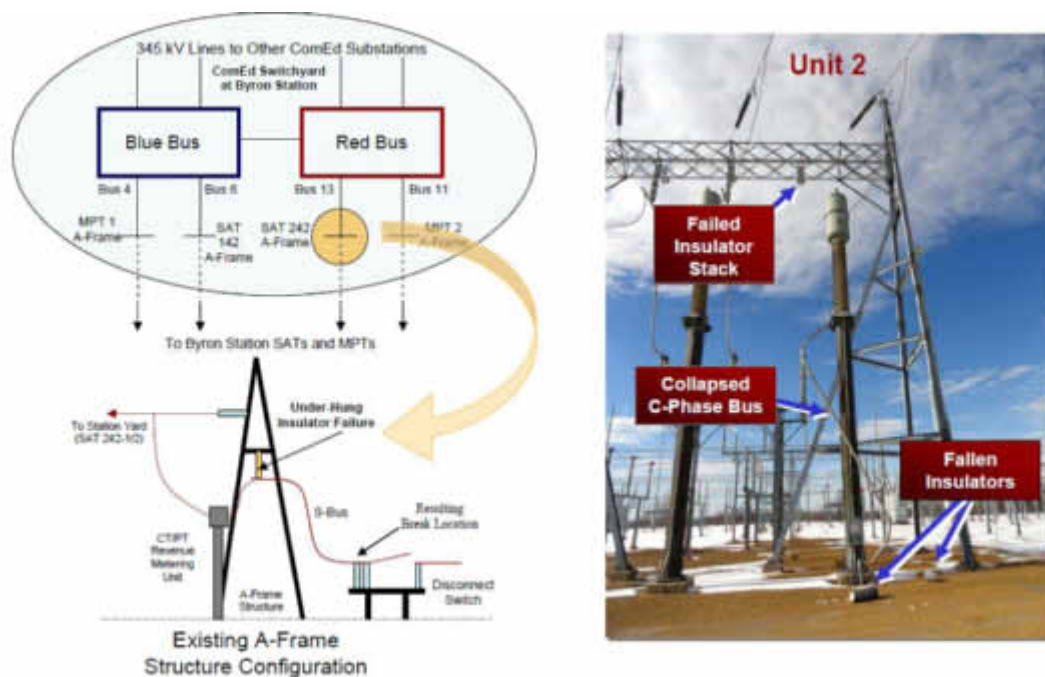 345 kV Lines to Other ComEd Substations
ComEd Switchyard
at Byron Station
Blue Bus
Red Bus
Bus 4
Bus 6
Bus 13
Bus 11
MPT 1
A-Frame
SAT
142
A-Frame
SAT 242
A-Frame
MPT 2
A-Frame
To Byron Station SATs and MPTs
Under-Hung
Insulator Failure
To Station Yard
(SAT 242-1/2)
S-Bus
Resulting
Break Location
CT/PT
Revenue
Metering
Unit
A-Frame
Structure
Disconnect
Switch
Existing A-Frame
Structure Configuration
Unit 2
Failed
Insulator
Stack
Collapsed
C-Phase Bus
Fallen
Insulators